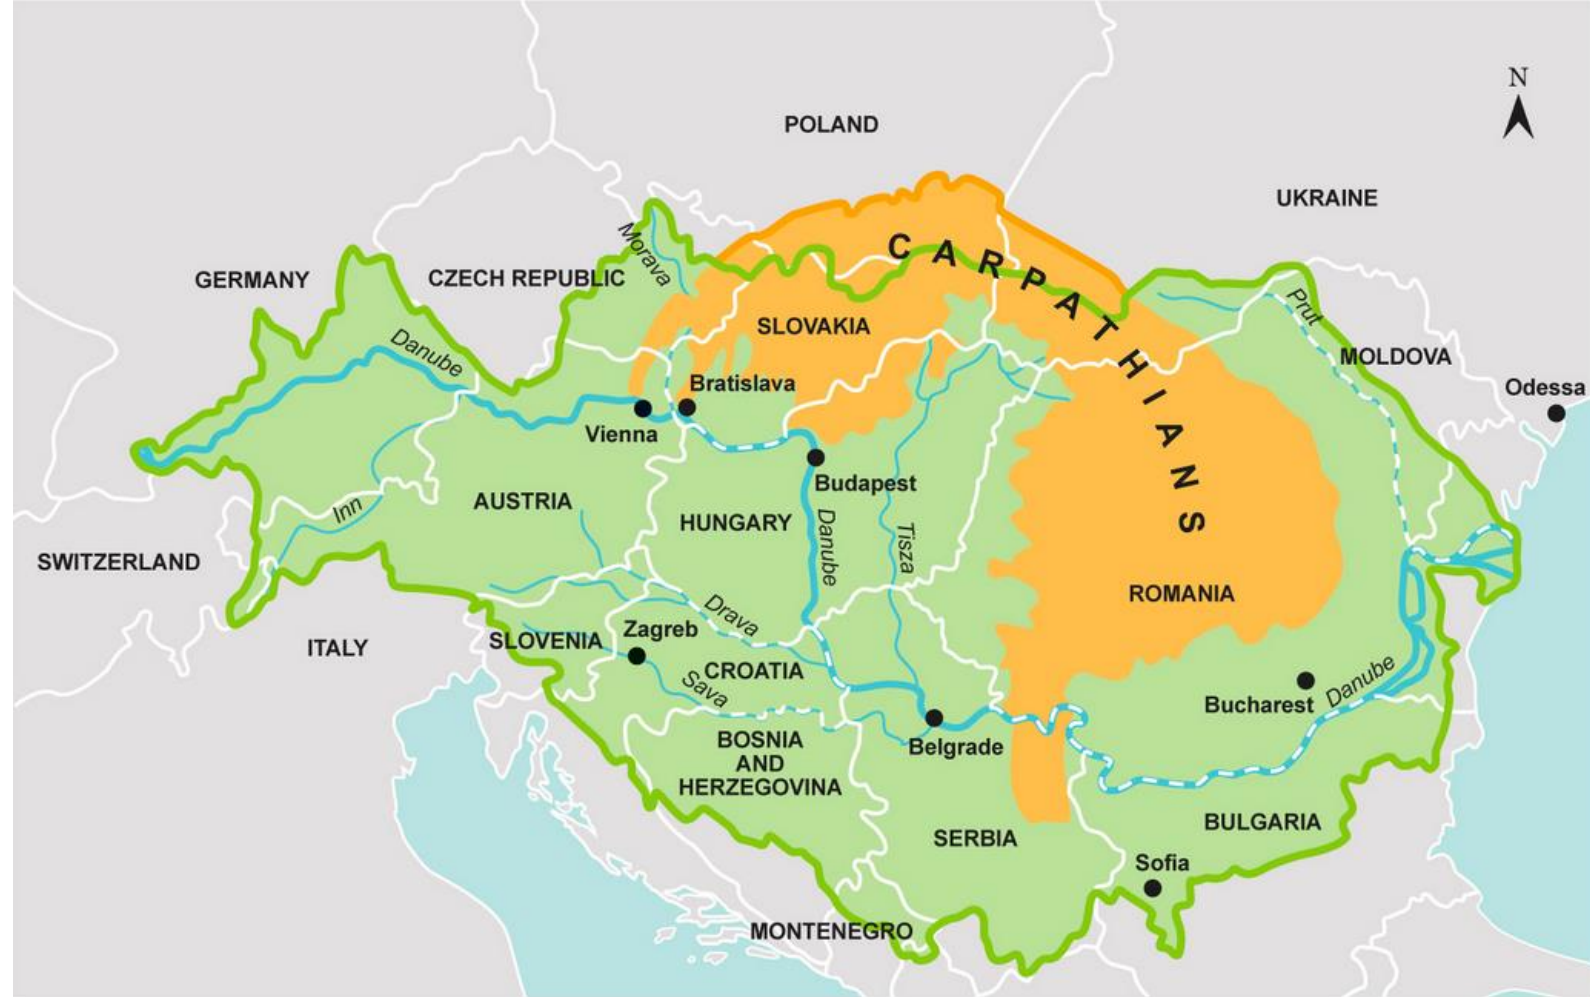 N
POLAND
UKRAINE
Morava
CARPATHIANS
GERMANY
CZECH REPUBLIC
Prut
SLOVAKIA
Danube
MOLDOVA
Bratislava
Odessa
Vienna
Budapest
AUSTRIA
Inn
HUNGARY
Danube
Tisza
SWITZERLAND
ROMANIA
Drava
Zagreb
SLOVENIA
ITALY
CROATIA
Sava
Danube
Bucharest
BOSNIA
AND
HERZEGOVINA
Belgrade
BULGARIA
SERBIA
Sofia
MONTENEGRO